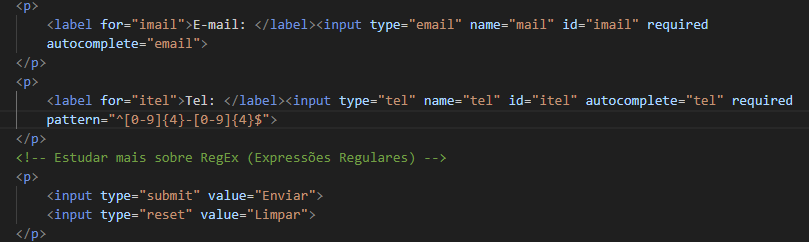 <p>
<label for="imail">E-mail: </label><input type="email" name="mail" id="imail" required
autocomplete="email">
</p>
<p>
<label for="itel">Tel: </label><input type="tel" name="tel" id="itel" autocomplete="tel" required
pattern="^[0-9]{4}-[0-9]{4}$">
</p>
<!-- Estudar mais sobre RegEx (Expressões Regulares) -->
<p>
<input type="submit" value="Enviar">
<input type="reset" value="Limpar">
</p>